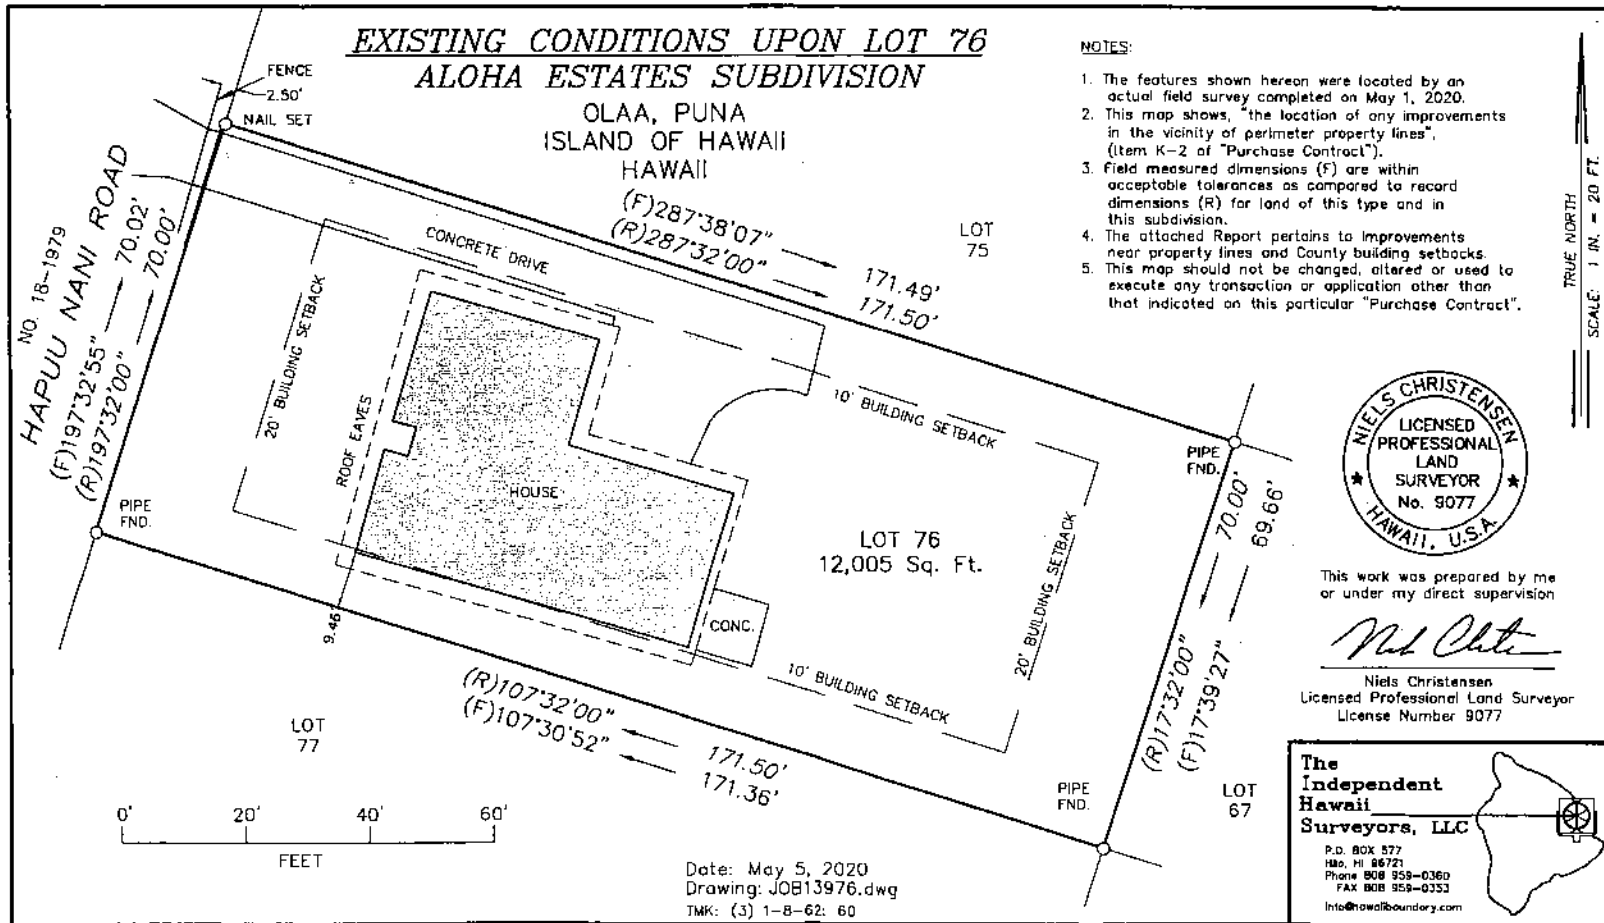 EXISTING CONDITIONS UPON LOT 76
ALOHA ESTATES SUBDIVISION
OLAA, PUNA
ISLAND OF HAWAII
HAWAII
FENCE
2.50'
NAIL SET
NO. 18-1979
HAPUU NANI ROAD
(F)197°32'55" 70.02'
(R)197°32'00" 70.00'
(F)287°38'07"
(R)287°32'00"
171.49'
171.50'
LOT
75
CONCRETE DRIVE
20' BUILDING SETBACK
ROOF EAVES
HOUSE
10' BUILDING SETBACK
PIPE
FND.
PIPE
FND.
LOT 76
12,005 Sq. Ft.
20' BUILDING SETBACK
70.00'
69.66'
(R)17°32'00"
(F)17°39'27"
CONC.
9.46'
10' BUILDING SETBACK
(R)107°32'00"
(F)107°30'52"
171.50'
171.36'
LOT
77
PIPE
FND.
LOT
67
0' 20' 40' 60'
FEET
Date: May 5, 2020
Drawing: JOB13976.dwg
TMK: (3) 1-8-62: 60
NOTES:
1. The features shown hereon were located by an
actual field survey completed on May 1, 2020.
2. This map shows, "the location of any improvements
in the vicinity of perimeter property lines",
(Item K-2 of "Purchase Contract").
3. Field measured dimensions (F) are within
acceptable tolerances as compared to record
dimensions (R) for land of this type and in
this subdivision.
4. The attached Report pertains to Improvements
near property lines and County building setbacks.
5. This map should not be changed, altered or used to
execute any transaction or application other than
that indicated on this particular "Purchase Contract".
TRUE NORTH
SCALE: 1 IN. = 20 FT.
NIELS CHRISTENSEN
LICENSED
PROFESSIONAL
LAND
SURVEYOR
No. 9077
HAWAII, U.S.A.
This work was prepared by me
or under my direct supervision
Niels Christensen
Licensed Professional Land Surveyor
License Number 9077
The
Independent
Hawaii
Surveyors, LLC
P.O. BOX 577
Hilo, HI 96721
Phone 808 959-0360
FAX 808 959-0353
Info@hawaiiboundary.com